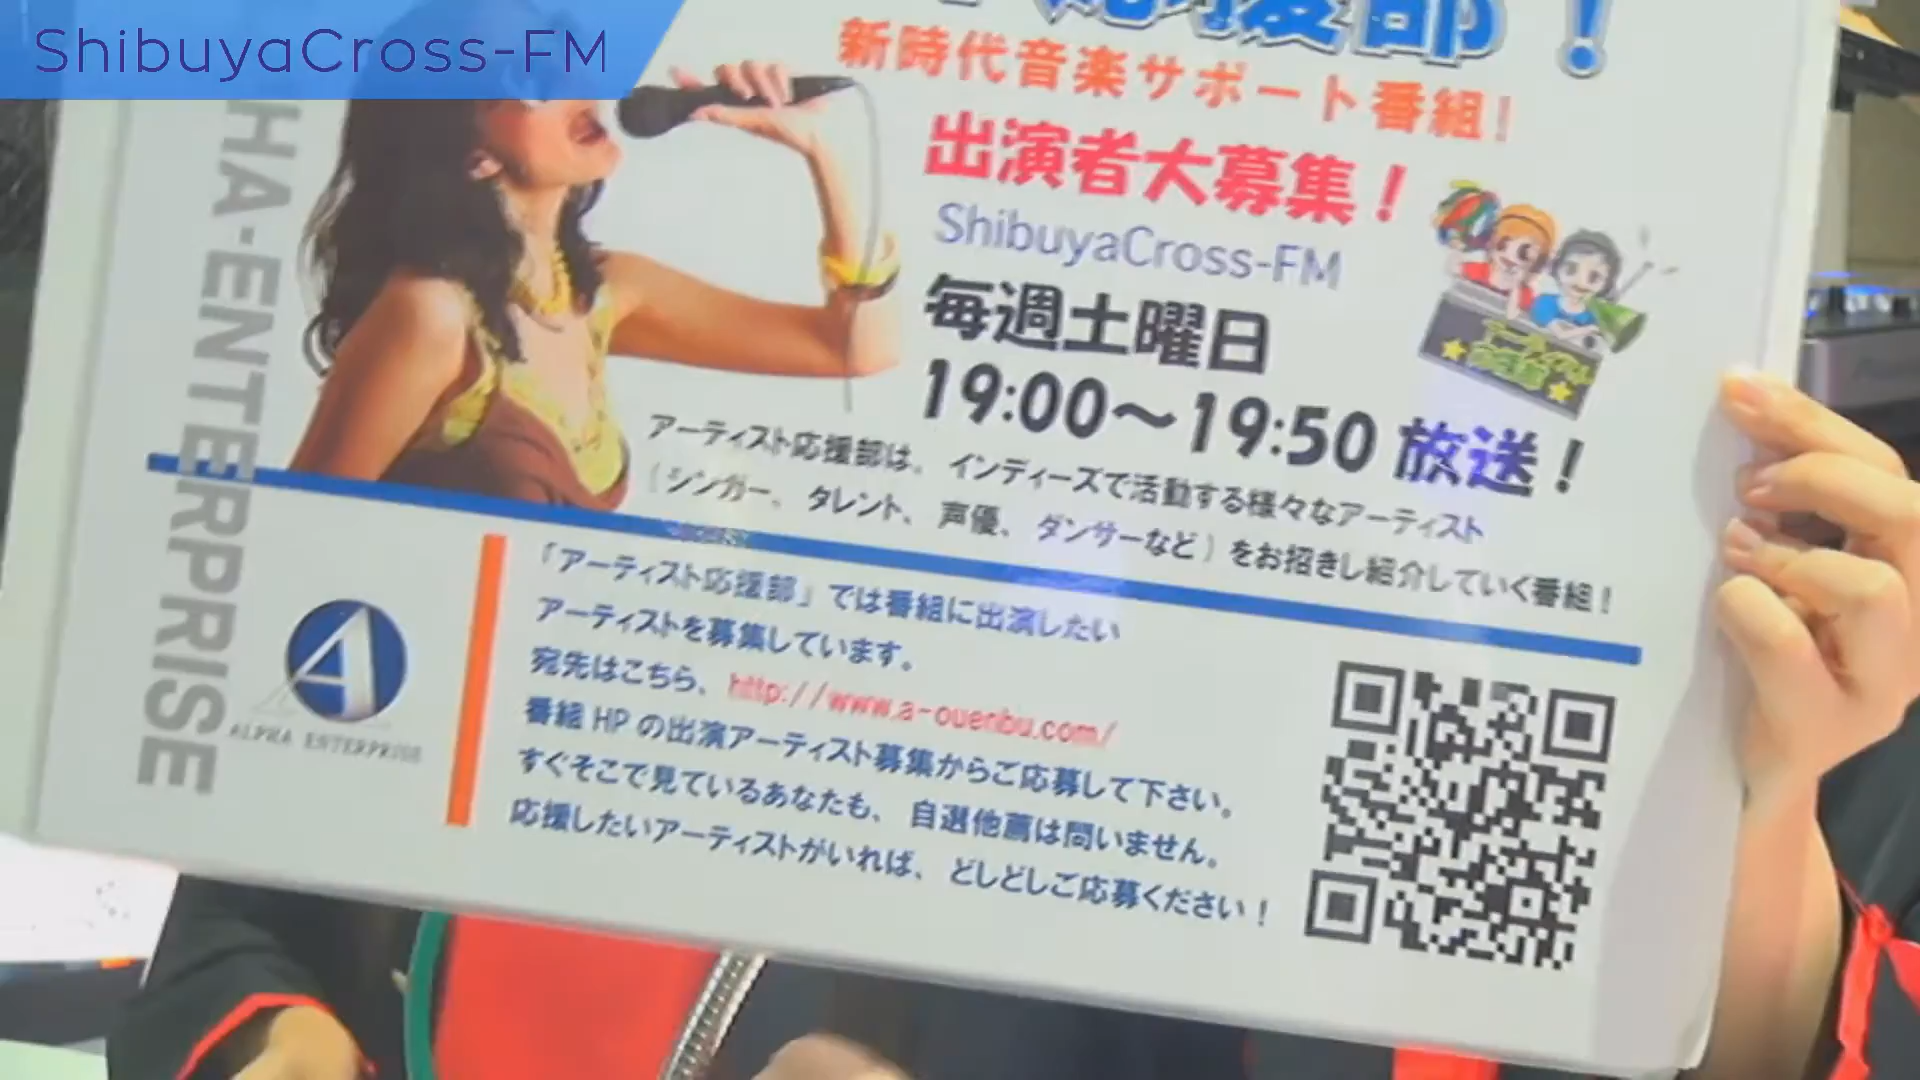 ShibuyaCross-FM
応援部！
新時代音楽サポート番組！
出演者大募集！
ShibuyaCross-FM
毎週土曜日
19:00～19:50 放送！
アーティスト応援部は、インディーズで活動する様々なアーティスト
（シンガー、タレント、声優、ダンサーなど）をお招きし紹介していく番組！
HA-ENTERPRISE
ALPHA ENTERPRISE
「アーティスト応援部」では番組に出演したい
アーティストを募集しています。
宛先はこちら、http://www.a-ouenbu.com/
番組 HP の出演アーティスト募集からご応募して下さい。
すぐそこで見ているあなたも、自選他薦は問いません。
応援したいアーティストがいれば、どしどしご応募ください！